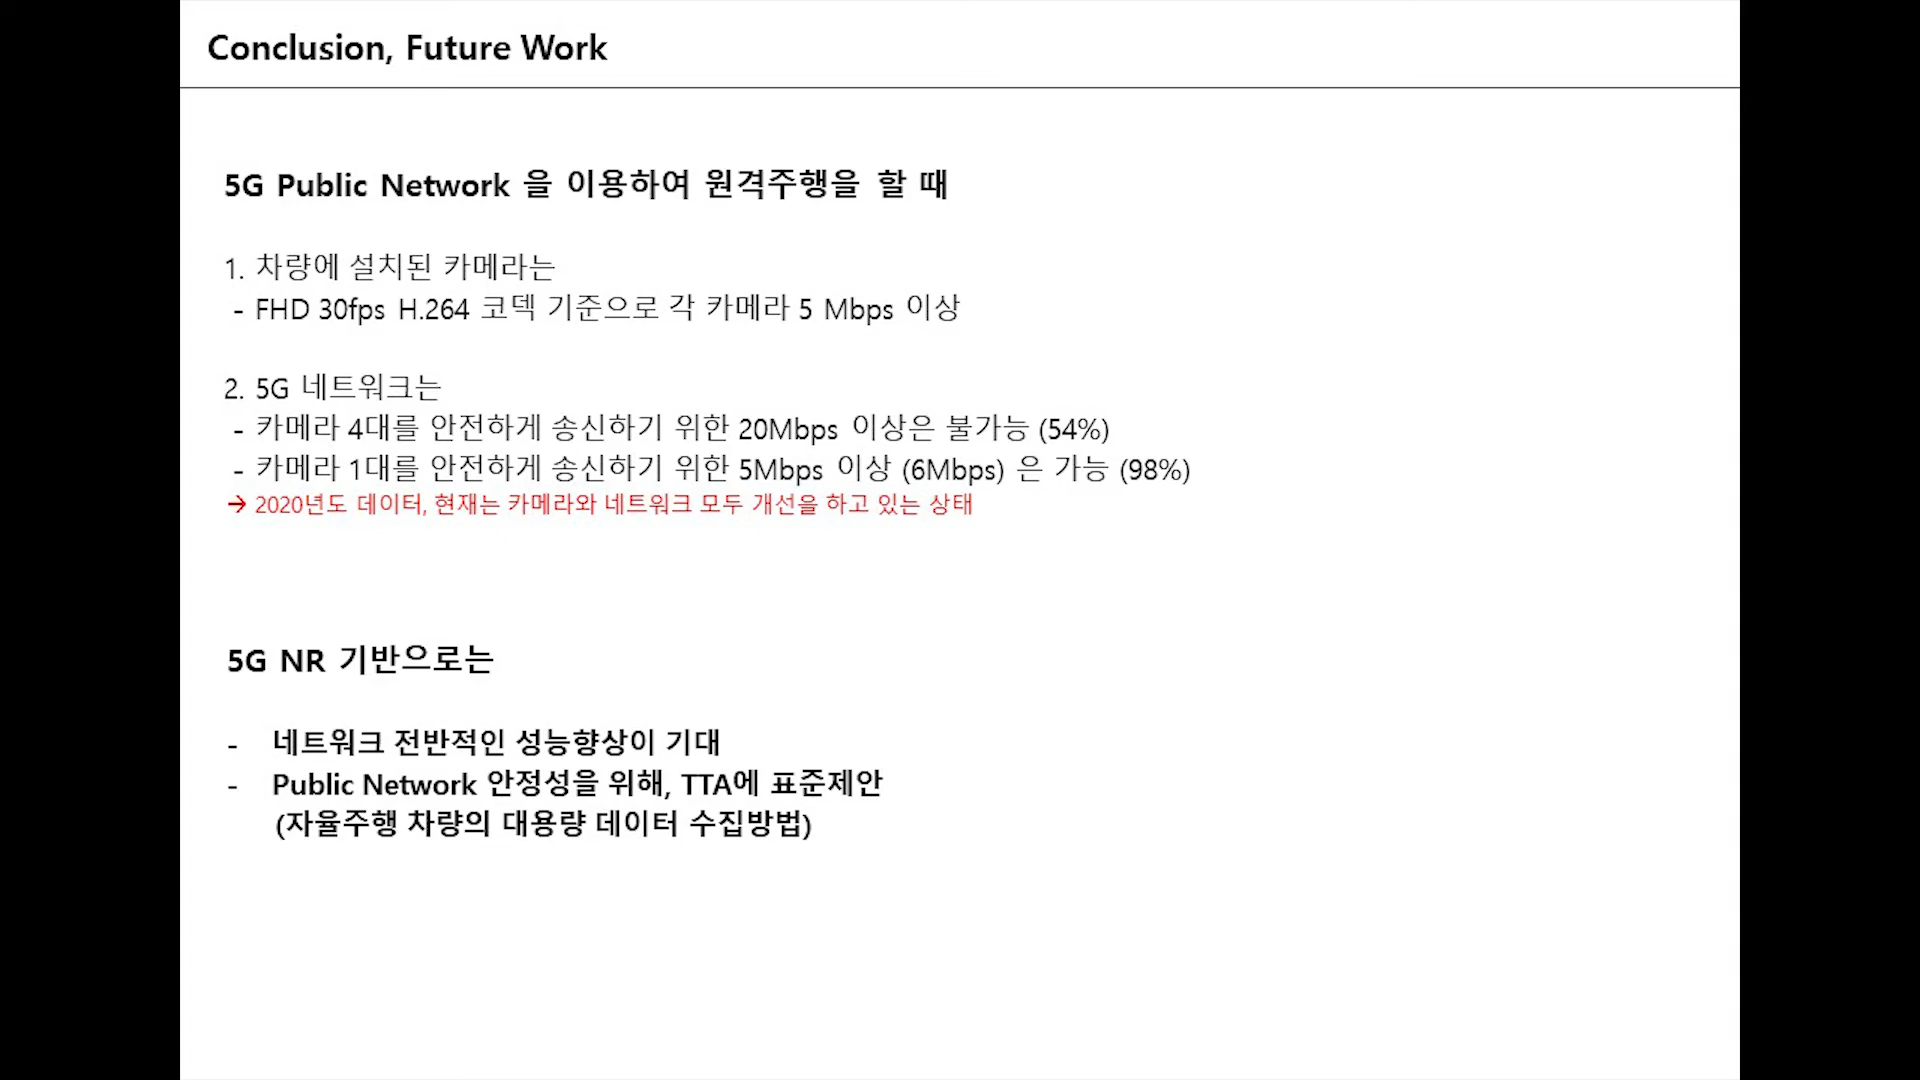 Conclusion, Future Work
5G Public Network 을 이용하여 원격주행을 할 때
1. 차량에 설치된 카메라는
- FHD 30fps H.264 코덱 기준으로 각 카메라 5 Mbps 이상
2. 5G 네트워크는
- 카메라 4대를 안전하게 송신하기 위한 20Mbps 이상은 불가능 (54%)
- 카메라 1대를 안전하게 송신하기 위한 5Mbps 이상 (6Mbps) 은 가능 (98%)
→ 2020년도 데이터, 현재는 카메라와 네트워크 모두 개선을 하고 있는 상태
5G NR 기반으로는
- 네트워크 전반적인 성능향상이 기대
- Public Network 안정성을 위해, TTA에 표준제안
(자율주행 차량의 대용량 데이터 수집방법)